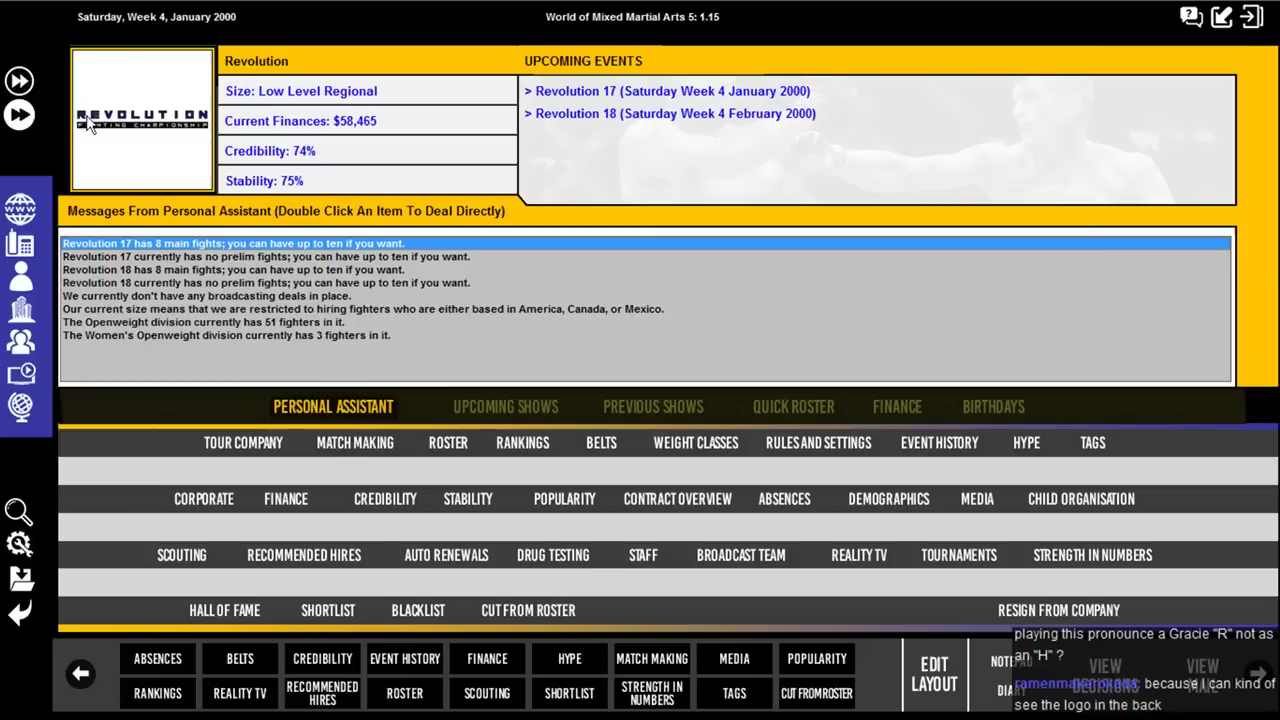 Saturday, Week 4, January 2000
World of Mixed Martial Arts 5: 1.15
REVOLUTION
FIGHTING CHAMPIONSHIP
Revolution
Size: Low Level Regional
Current Finances: $58,465
Credibility: 74%
Stability: 75%
UPCOMING EVENTS
> Revolution 17 (Saturday Week 4 January 2000)
> Revolution 18 (Saturday Week 4 February 2000)
Messages From Personal Assistant (Double Click An Item To Deal Directly)
Revolution 17 has 8 main fights; you can have up to ten if you want.
Revolution 17 currently has no prelim fights; you can have up to ten if you want.
Revolution 18 has 8 main fights; you can have up to ten if you want.
Revolution 18 currently has no prelim fights; you can have up to ten if you want.
We currently don't have any broadcasting deals in place.
Our current size means that we are restricted to hiring fighters who are either based in America, Canada, or Mexico.
The Openweight division currently has 51 fighters in it.
The Women's Openweight division currently has 3 fighters in it.
PERSONAL ASSISTANT UPCOMING SHOWS PREVIOUS SHOWS QUICK ROSTER FINANCE BIRTHDAYS
TOUR COMPANY MATCH MAKING ROSTER RANKINGS BELTS WEIGHT CLASSES RULES AND SETTINGS EVENT HISTORY HYPE TAGS
CORPORATE FINANCE CREDIBILITY STABILITY POPULARITY CONTRACT OVERVIEW ABSENCES DEMOGRAPHICS MEDIA CHILD ORGANISATION
SCOUTING RECOMMENDED HIRES AUTO RENEWALS DRUG TESTING STAFF BROADCAST TEAM REALITY TV TOURNAMENTS STRENGTH IN NUMBERS
HALL OF FAME SHORTLIST BLACKLIST CUT FROM ROSTER RESIGN FROM COMPANY
ABSENCES BELTS CREDIBILITY EVENT HISTORY FINANCE HYPE MATCH MAKING MEDIA POPULARITY
RANKINGS REALITY TV RECOMMENDED HIRES ROSTER SCOUTING SHORTLIST STRENGTH IN NUMBERS TAGS CUT FROM ROSTER
EDIT LAYOUT
VIEW DECISIONS
VIEW MAIL
playing this pronounce a Gracie "R" not as
an "H" ?
because I can kind of
see the logo in the back